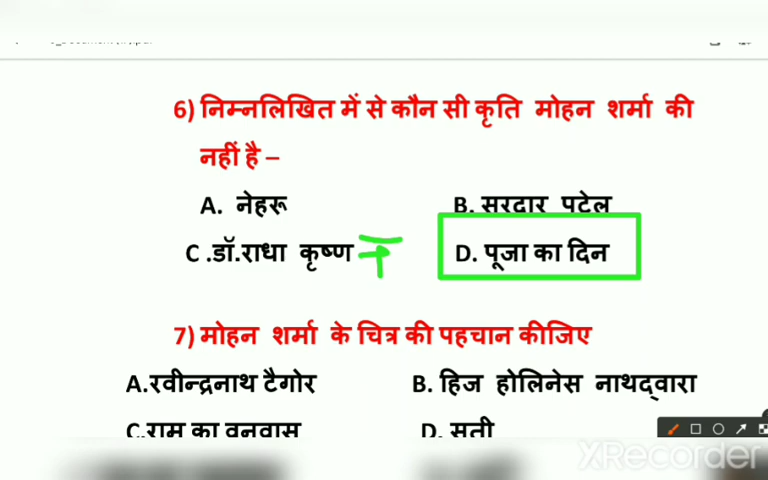 6) निम्नलिखित में से कौन सी कृति मोहन शर्मा की
नहीं है –
A. नेहरू B. सरदार पटेल
C .डॉ.राधा कृष्ण न् D. पूजा का दिन
7) मोहन शर्मा के चित्र की पहचान कीजिए
A.रवीन्द्रनाथ टैगोर B. हिज होलिनेस नाथद्वारा
C.राम का वनवास D. सती
XRecorder